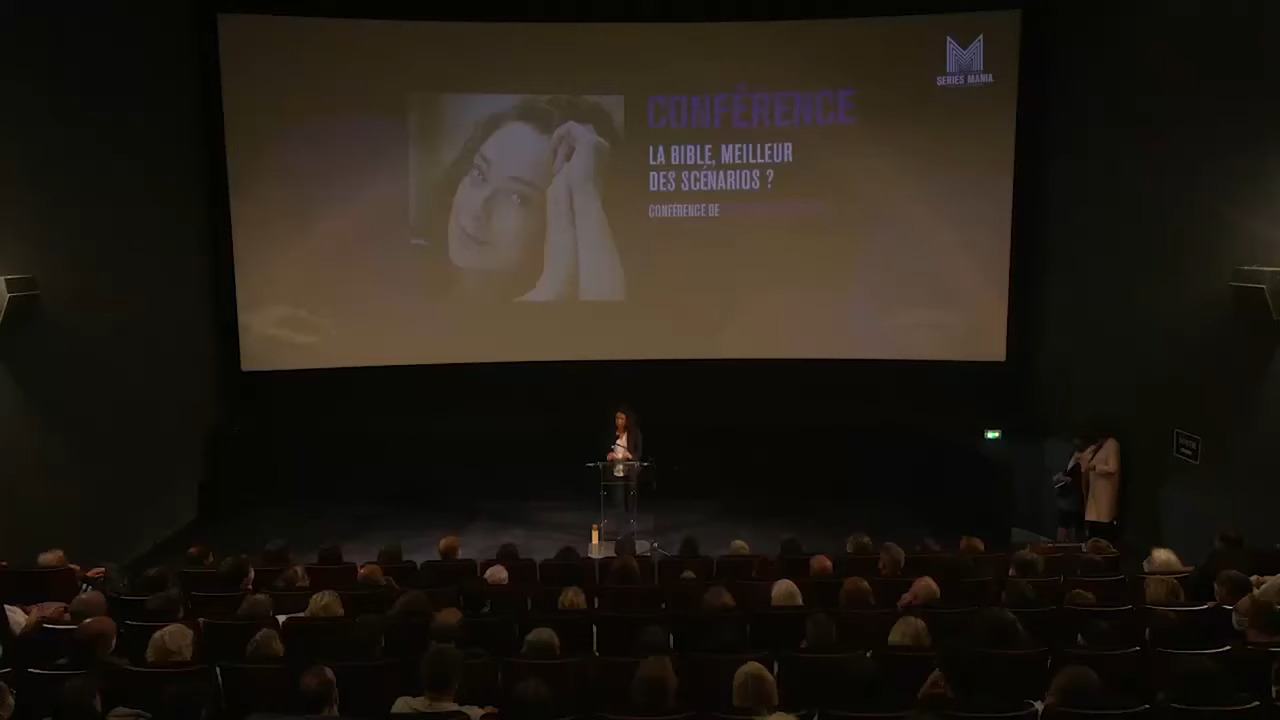 SERIES MANIA
CONFÉRENCE
LA BIBLE, MEILLEUR
DES SCÉNARIOS ?
CONFÉRENCE DE